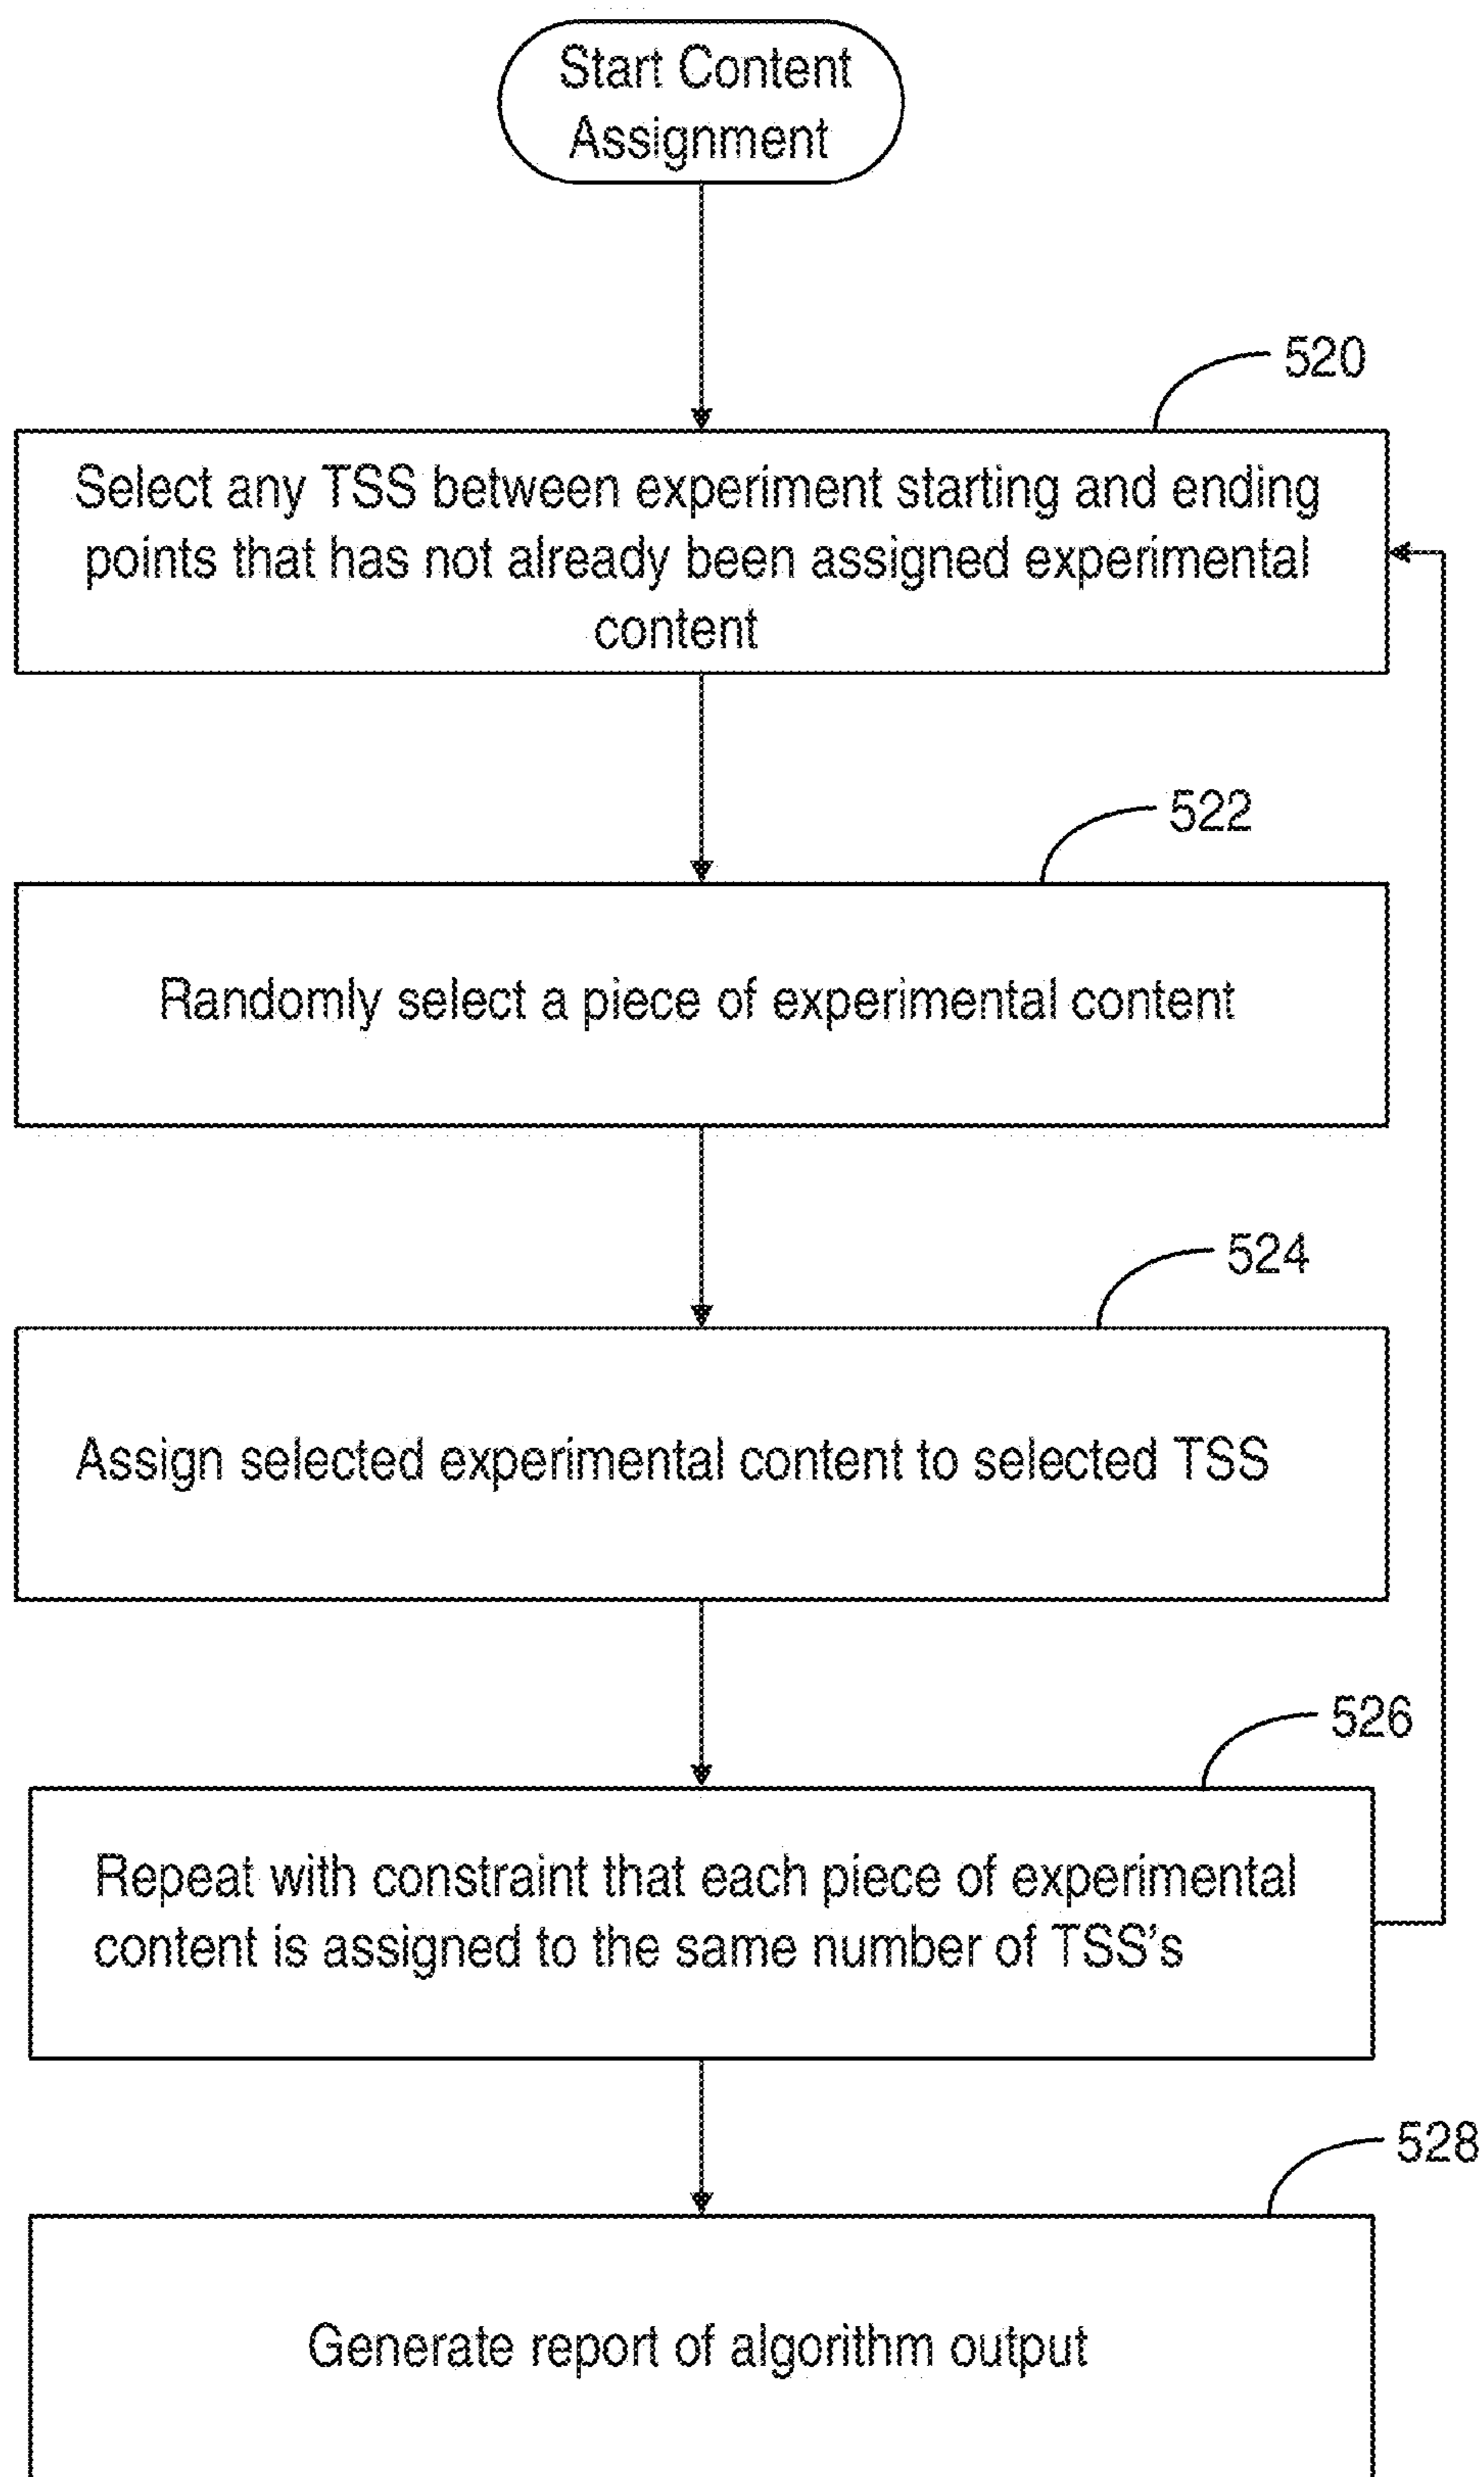 Start Content
Assignment
520
Select any TSS between experiment starting and ending
points that has not already been assigned experimental
content
522
Randomly select a piece of experimental content
524
Assign selected experimental content to selected TSS
526
Repeat with constraint that each piece of experimental
content is assigned to the same number of TSS's
528
Generate report of algorithm output